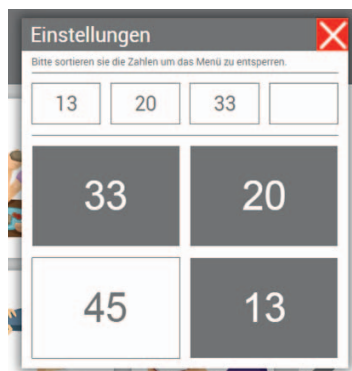 Einstellungen
Bitte sortieren sie die Zahlen um das Menü zu entsperren.
13 20 33
33 20
45 13